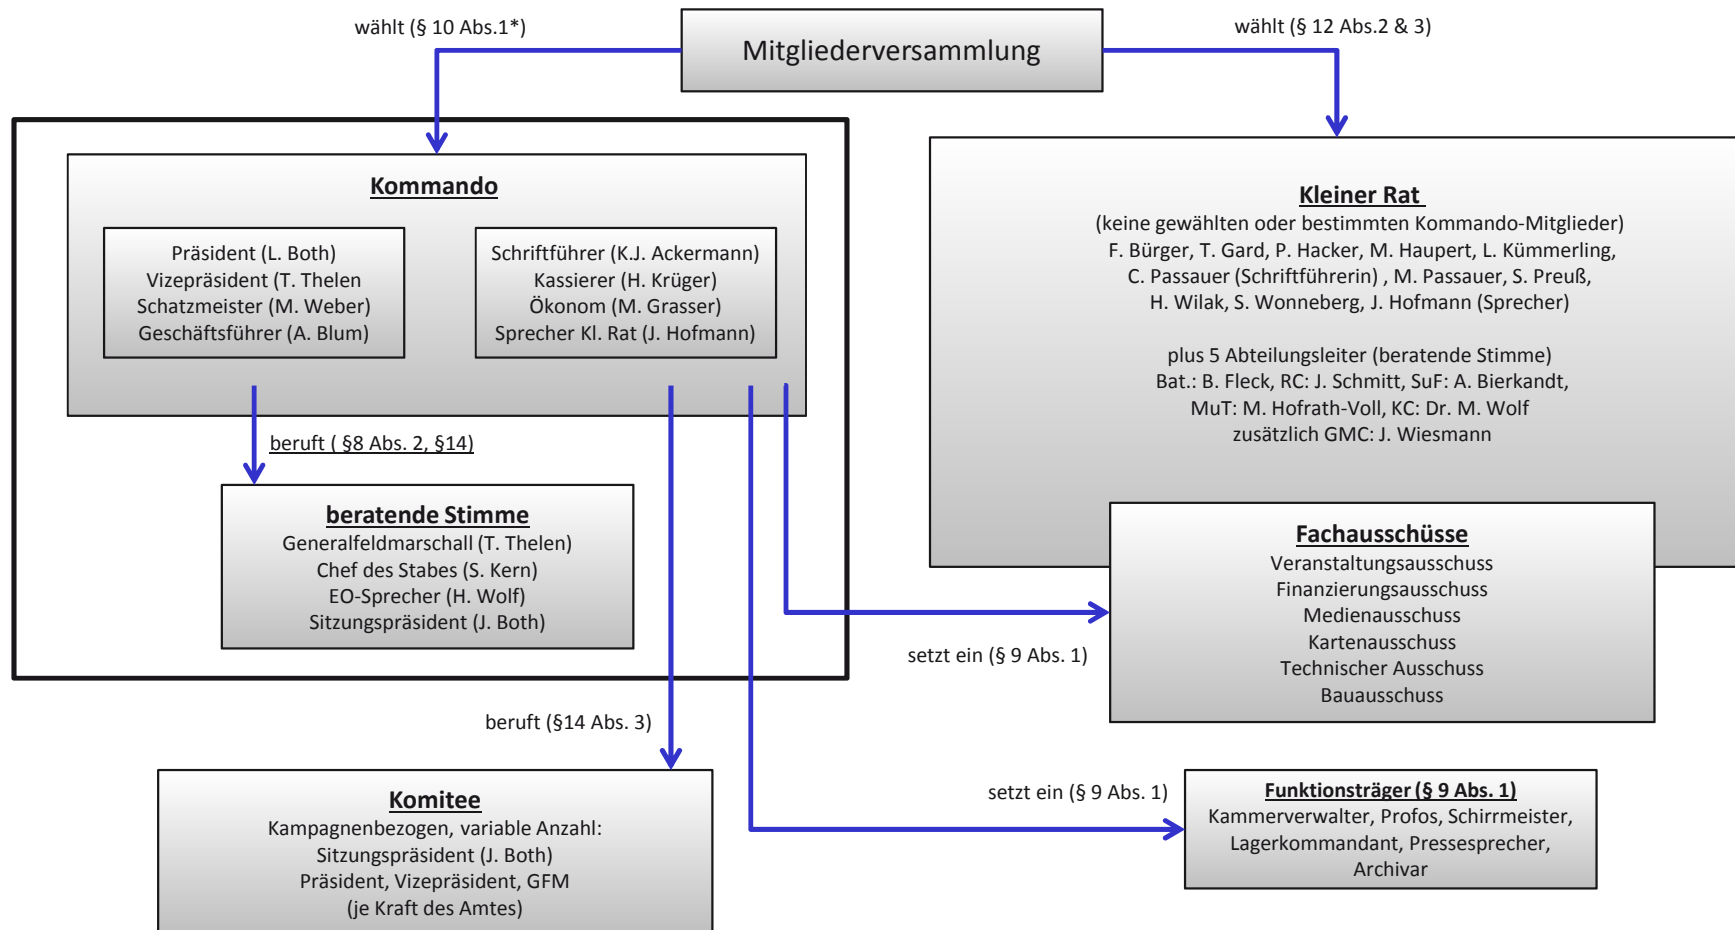 wählt (§ 10 Abs.1*)
Mitgliederversammlung
wählt (§ 12 Abs.2 & 3)
Kommando
Präsident (L. Both)
Vizepräsident (T. Thelen
Schatzmeister (M. Weber)
Geschäftsführer (A. Blum)
Schriftführer (K.J. Ackermann)
Kassierer (H. Krüger)
Ökonom (M. Grasser)
Sprecher Kl. Rat (J. Hofmann)
Kleiner Rat
(keine gewählten oder bestimmten Kommando-Mitglieder)
F. Bürger, T. Gard, P. Hacker, M. Haupert, L. Kümmerling,
C. Passauer (Schriftführerin) , M. Passauer, S. Preuß,
H. Wilak, S. Wonneberg, J. Hofmann (Sprecher)
plus 5 Abteilungsleiter (beratende Stimme)
Bat.: B. Fleck, RC: J. Schmitt, SuF: A. Bierkandt,
MuT: M. Hofrath-Voll, KC: Dr. M. Wolf
zusätzlich GMC: J. Wiesmann
beruft ( §8 Abs. 2, §14)
beratende Stimme
Generalfeldmarschall (T. Thelen)
Chef des Stabes (S. Kern)
EO-Sprecher (H. Wolf)
Sitzungspräsident (J. Both)
Fachausschüsse
Veranstaltungsausschuss
Finanzierungsausschuss
Medienausschuss
Kartenausschuss
Technischer Ausschuss
Bauausschuss
setzt ein (§ 9 Abs. 1)
beruft (§14 Abs. 3)
Komitee
Kampagnenbezogen, variable Anzahl:
Sitzungspräsident (J. Both)
Präsident, Vizepräsident, GFM
(je Kraft des Amtes)
setzt ein (§ 9 Abs. 1)
Funktionsträger (§ 9 Abs. 1)
Kammerverwalter, Profos, Schirrmeister,
Lagerkommandant, Pressesprecher,
Archivar